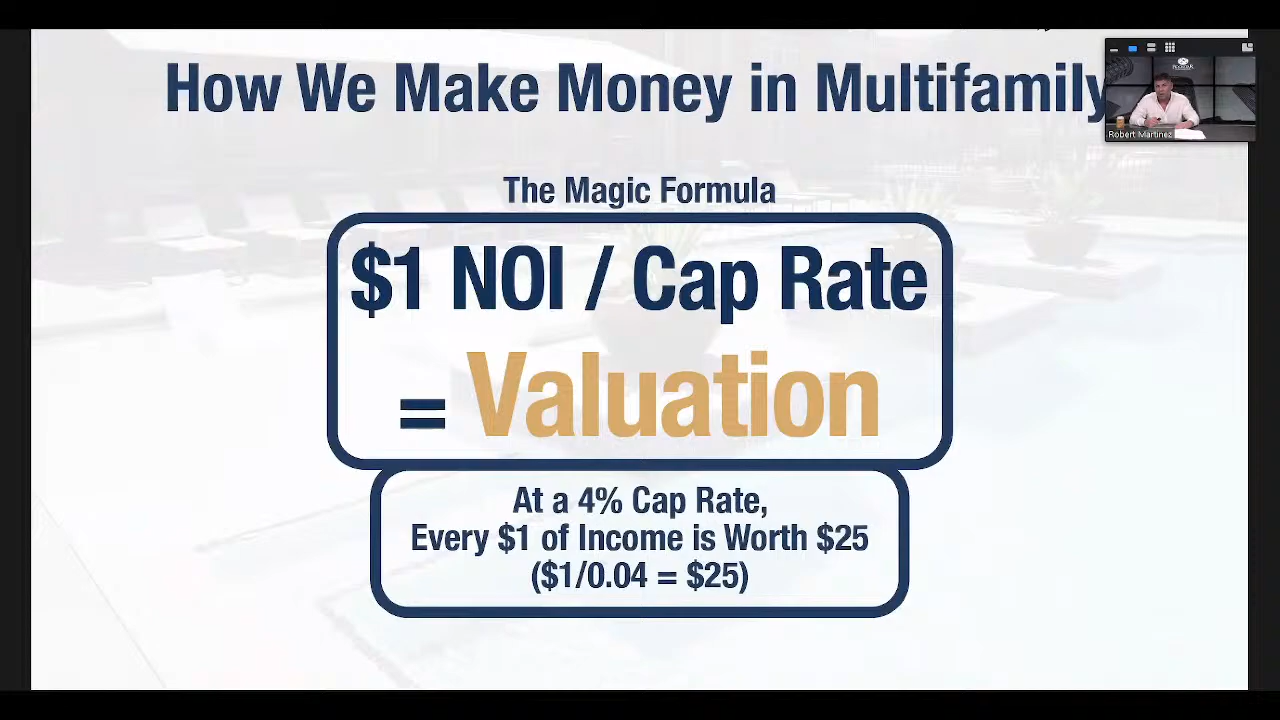 How We Make Money in Multifamily
Robert Martinez
The Magic Formula
$1 NOI / Cap Rate
= Valuation
At a 4% Cap Rate,
Every $1 of Income is Worth $25
($1/0.04 = $25)